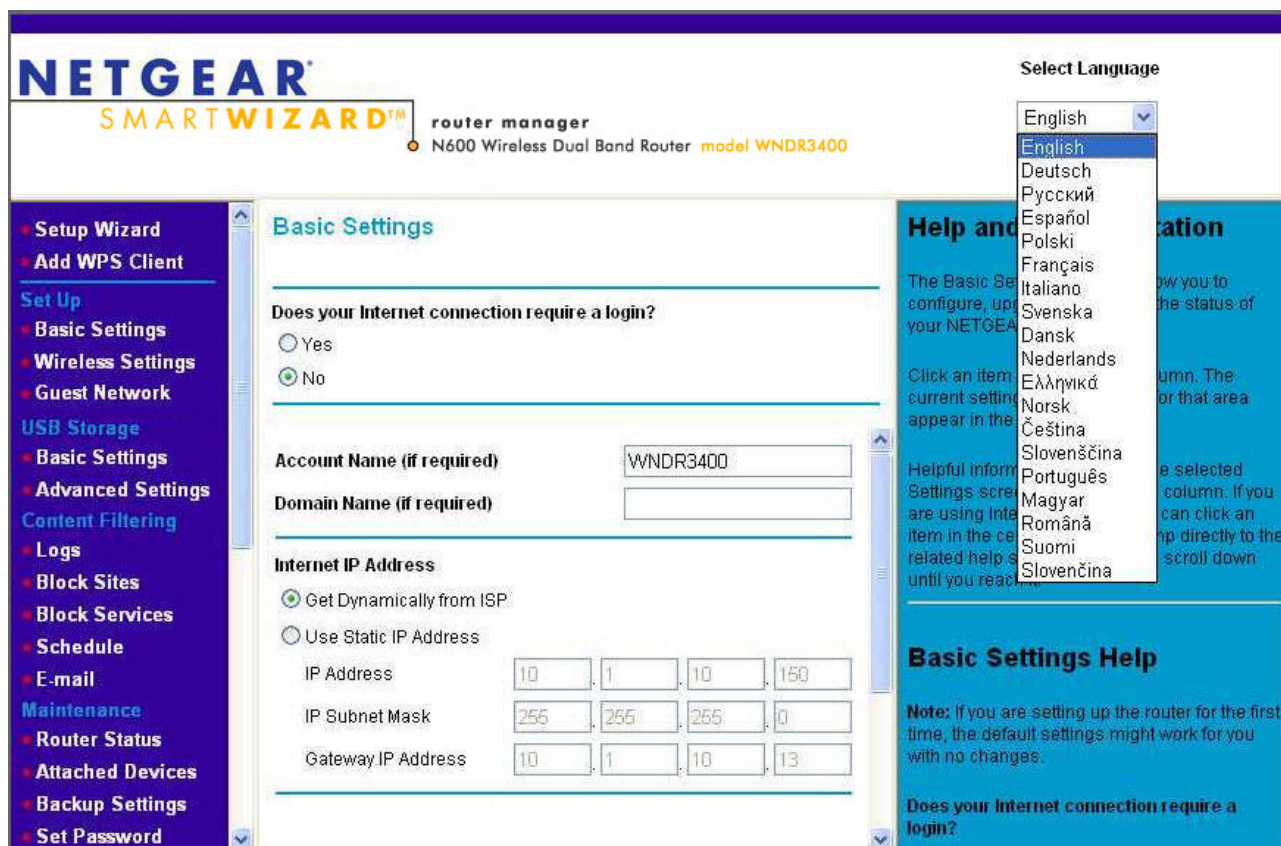 NETGEAR®
SMARTWIZARD™
router manager
N600 Wireless Dual Band Router model WNDR3400
Select Language
English
English
Deutsch
Русский
Español
Polski
Français
Italiano
Svenska
Dansk
Nederlands
Ελληνικά
Norsk
Čeština
Slovenščina
Português
Magyar
Română
Suomi
Slovenčina
Setup Wizard
Add WPS Client
Set Up
Basic Settings
Wireless Settings
Guest Network
USB Storage
Basic Settings
Advanced Settings
Content Filtering
Logs
Block Sites
Block Services
Schedule
E-mail
Maintenance
Router Status
Attached Devices
Backup Settings
Set Password
Basic Settings
Does your Internet connection require a login?
Yes
No
Account Name (if required) WNDR3400
Domain Name (if required)
Internet IP Address
Get Dynamically from ISP
Use Static IP Address
IP Address 10 . 1 . 10 . 150
IP Subnet Mask 255 . 255 . 255 . 0
Gateway IP Address 10 . 1 . 10 . 13
Help and ation
The Basic Se ow you to
configure, up the status of
your NETGEA
Click an item umn. The
current setting or that area
appear in the
Helpful inform e selected
Settings scre column. If you
are using Inte can click an
item in the ce mp directly to the
related help s scroll down
until you reac
Basic Settings Help
Note: If you are setting up the router for the first
time, the default settings might work for you
with no changes.
Does your Internet connection require a
login?